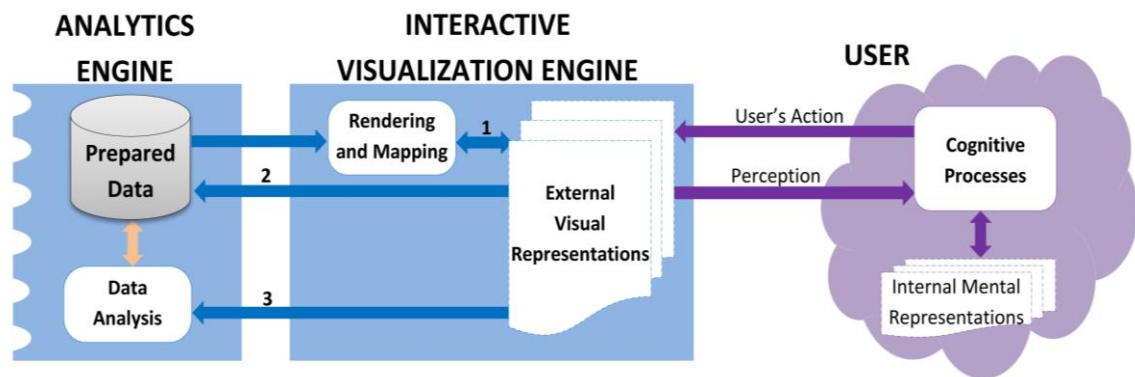 ANALYTICS
ENGINE
INTERACTIVE
VISUALIZATION ENGINE
USER
Prepared
Data
Data
Analysis
Rendering
and Mapping
1
2
3
External
Visual
Representations
User's Action
Perception
Cognitive
Processes
Internal Mental
Representations